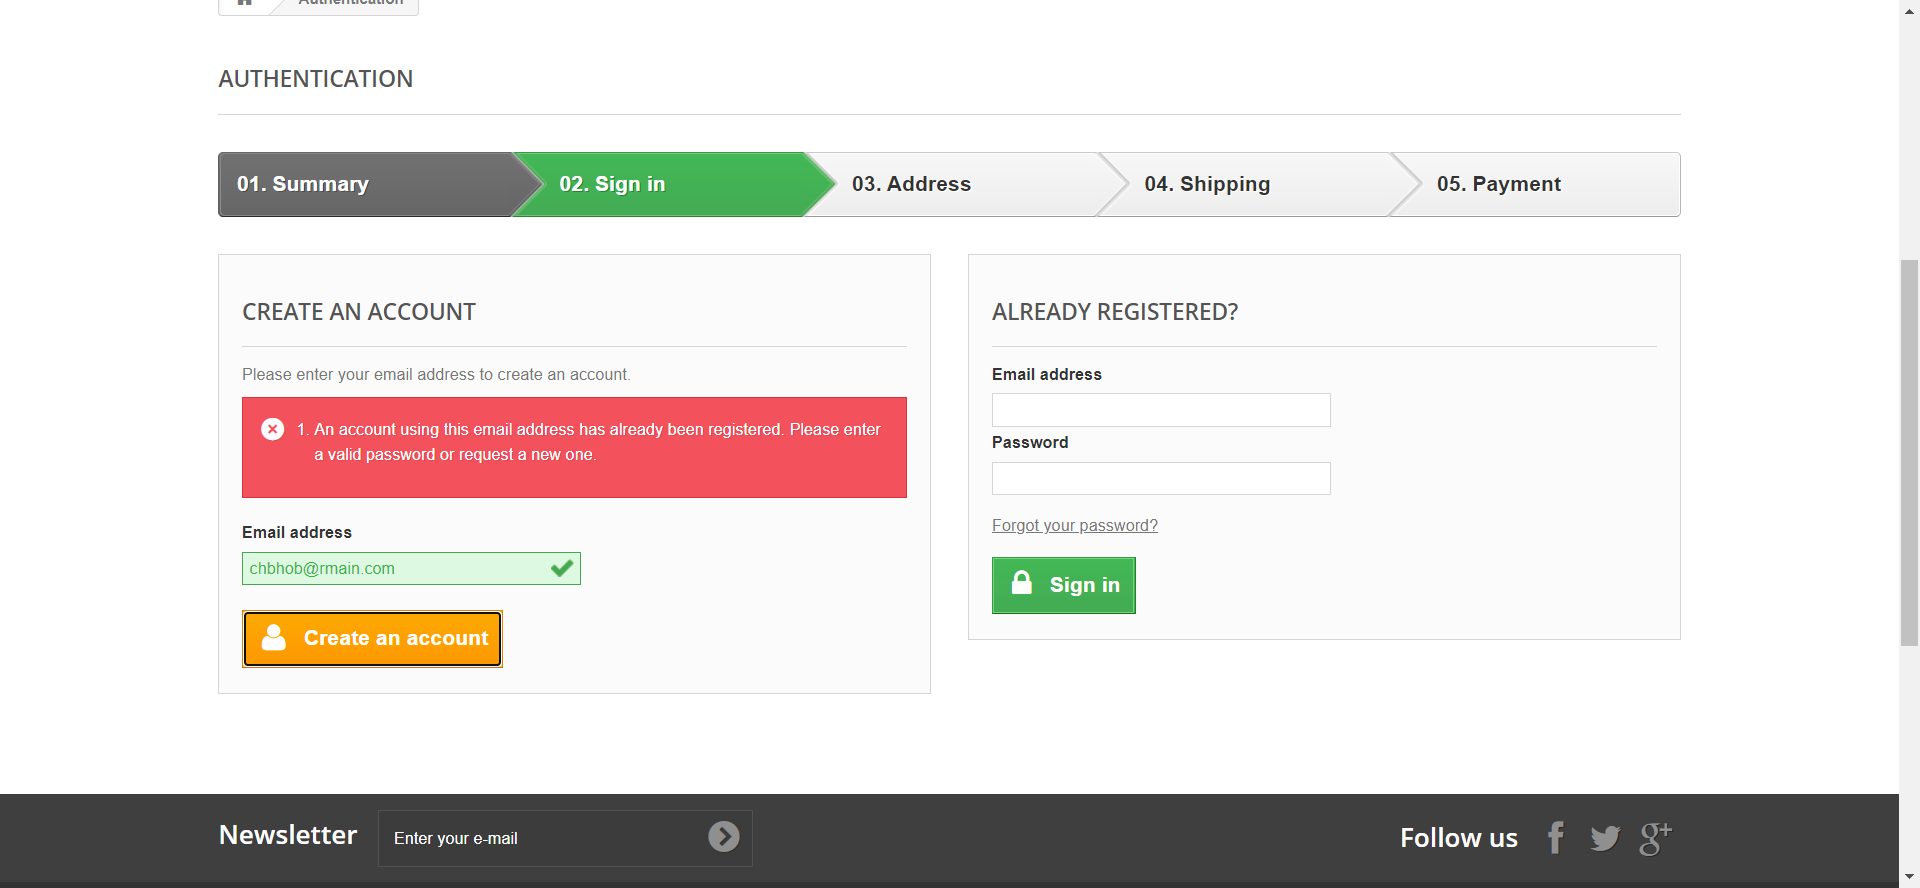 Authentication
AUTHENTICATION
01. Summary
02. Sign in
03. Address
04. Shipping
05. Payment
CREATE AN ACCOUNT
Please enter your email address to create an account.
1. An account using this email address has already been registered. Please enter
a valid password or request a new one.
Email address
chbhob@rmain.com
Create an account
ALREADY REGISTERED?
Email address
Password
Forgot your password?
Sign in
Newsletter
Enter your e-mail
Follow us